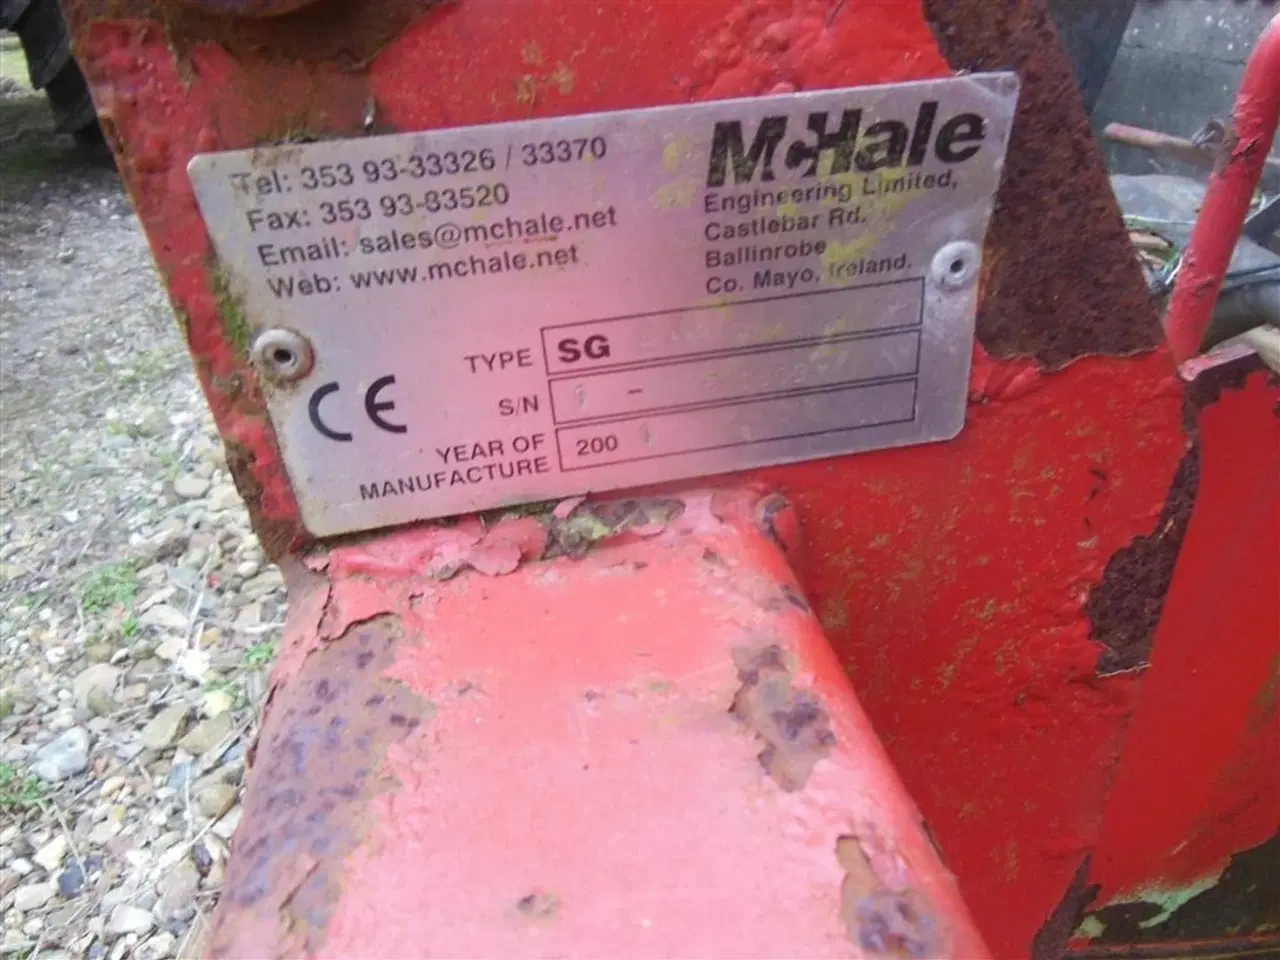 Tel: 353 93-33326 / 33370
Fax: 353 93-83520
Email: sales@mchale.net
Web: www.mchale.net
McHale
Engineering Limited,
Castlebar Rd.
Ballinrobe
Co. Mayo, Ireland.
CE
TYPE SG
S/N -
YEAR OF
MANUFACTURE 200